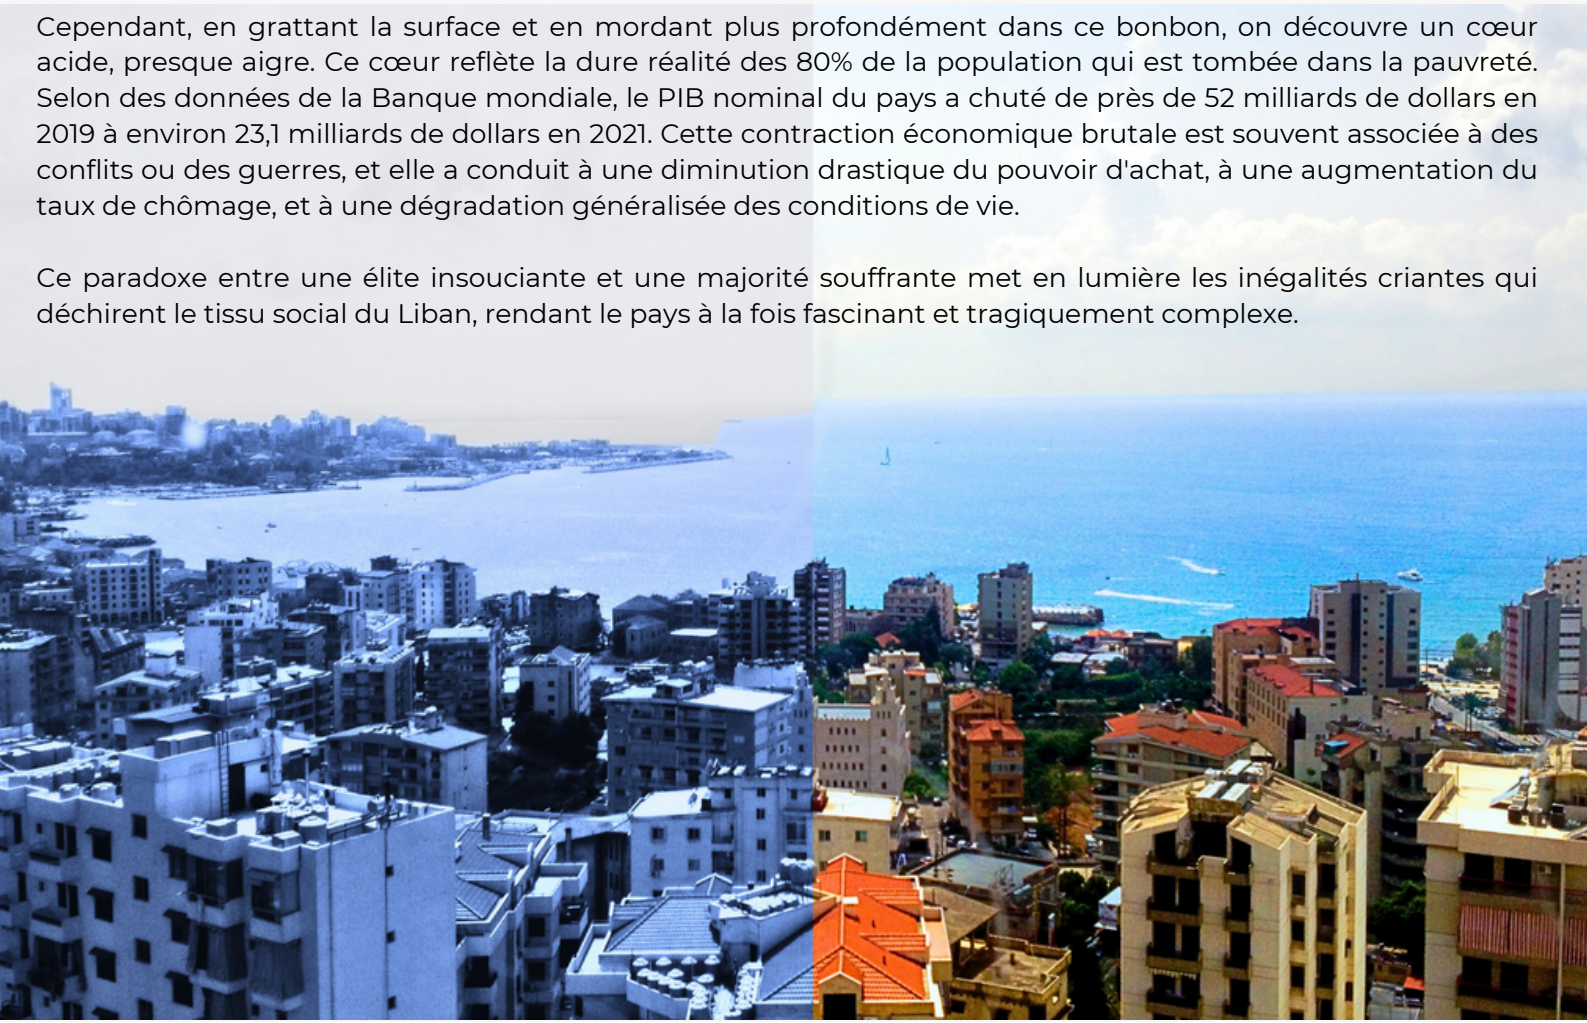 Cependant, en grattant la surface et en mordant plus profondément dans ce bonbon, on découvre un cœur
acide, presque aigre. Ce cœur reflète la dure réalité des 80% de la population qui est tombée dans la pauvreté.
Selon des données de la Banque mondiale, le PIB nominal du pays a chuté de près de 52 milliards de dollars en
2019 à environ 23,1 milliards de dollars en 2021. Cette contraction économique brutale est souvent associée à des
conflits ou des guerres, et elle a conduit à une diminution drastique du pouvoir d'achat, à une augmentation du
taux de chômage, et à une dégradation généralisée des conditions de vie.
Ce paradoxe entre une élite insouciante et une majorité souffrante met en lumière les inégalités criantes qui
déchirent le tissu social du Liban, rendant le pays à la fois fascinant et tragiquement complexe.